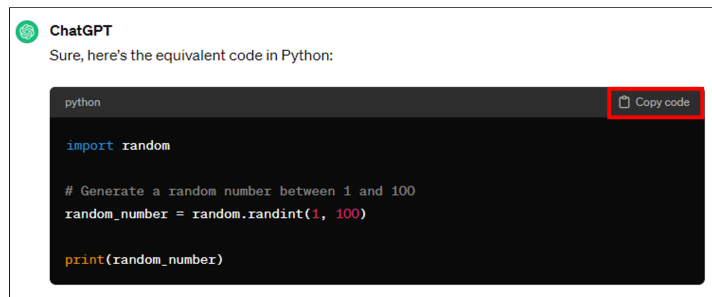 ChatGPT
Sure, here's the equivalent code in Python:
python
Copy code
import random
# Generate a random number between 1 and 100
random_number = random.randint(1, 100)
print(random_number)